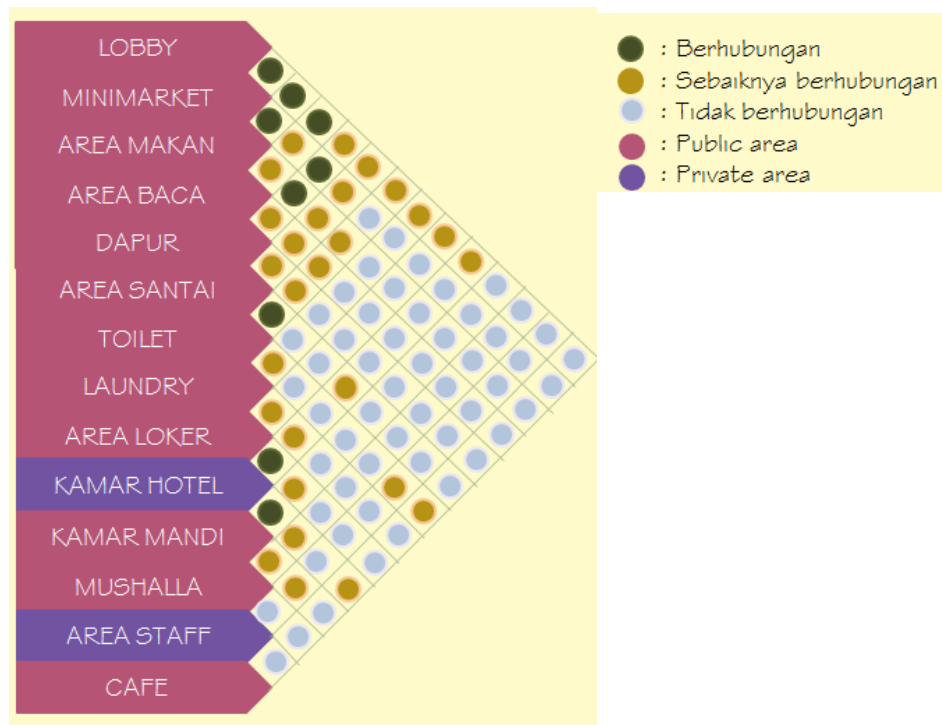 LOBBY
MINIMARKET
AREA MAKAN
AREA BACA
DAPUR
AREA SANTAI
TOILET
LAUNDRY
AREA LOKER
KAMAR HOTEL
KAMAR MANDI
MUSHALLA
AREA STAFF
CAFE
: Berhubungan
: Sebaiknya berhubungan
: Tidak berhubungan
: Public area
: Private area